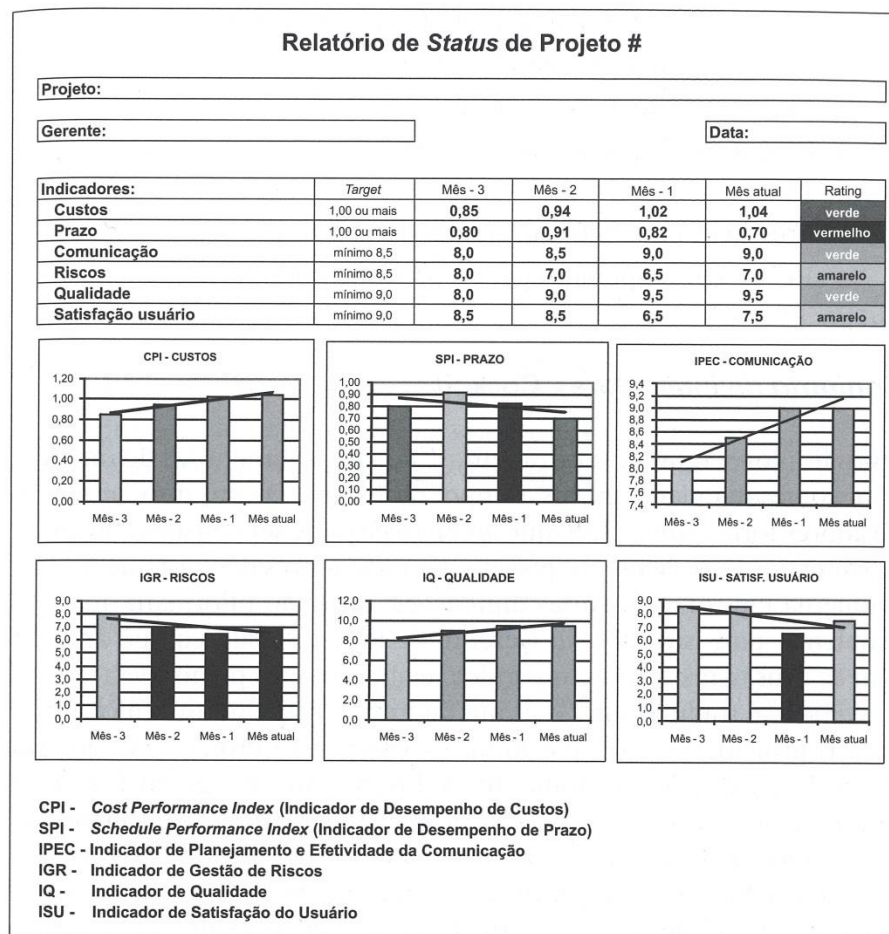 Relatório de Status de Projeto #
Projeto:
Gerente: Data:
Indicadores: Target Mês - 3 Mês - 2 Mês - 1 Mês atual Rating
Custos 1,00 ou mais 0,85 0,94 1,02 1,04 verde
Prazo 1,00 ou mais 0,80 0,91 0,82 0,70 vermelho
Comunicação mínimo 8,5 8,0 8,5 9,0 9,0 verde
Riscos mínimo 8,5 8,0 7,0 6,5 7,0 amarelo
Qualidade mínimo 9,0 8,0 9,0 9,5 9,5 verde
Satisfação usuário mínimo 9,0 8,5 8,5 6,5 7,5 amarelo
CPI - CUSTOS
1,20
1,00
0,80
0,60
0,40
0,20
0,00
Mês - 3 Mês - 2 Mês - 1 Mês atual
SPI - PRAZO
1,00
0,90
0,80
0,70
0,60
0,50
0,40
0,30
0,20
0,10
0,00
Mês - 3 Mês - 2 Mês - 1 Mês atual
IPEC - COMUNICAÇÃO
9,4
9,2
9,0
8,8
8,6
8,4
8,2
8,0
7,8
7,6
7,4
Mês - 3 Mês - 2 Mês - 1 Mês atual
IGR - RISCOS
9,0
8,0
7,0
6,0
5,0
4,0
3,0
2,0
1,0
0,0
Mês - 3 Mês - 2 Mês - 1 Mês atual
IQ - QUALIDADE
12,0
10,0
8,0
6,0
4,0
2,0
0,0
Mês - 3 Mês - 2 Mês - 1 Mês atual
ISU - SATISF. USUÁRIO
9,0
8,0
7,0
6,0
5,0
4,0
3,0
2,0
1,0
0,0
Mês - 3 Mês - 2 Mês - 1 Mês atual
CPI - Cost Performance Index (Indicador de Desempenho de Custos)
SPI - Schedule Performance Index (Indicador de Desempenho de Prazo)
IPEC - Indicador de Planejamento e Efetividade da Comunicação
IGR - Indicador de Gestão de Riscos
IQ - Indicador de Qualidade
ISU - Indicador de Satisfação do Usuário